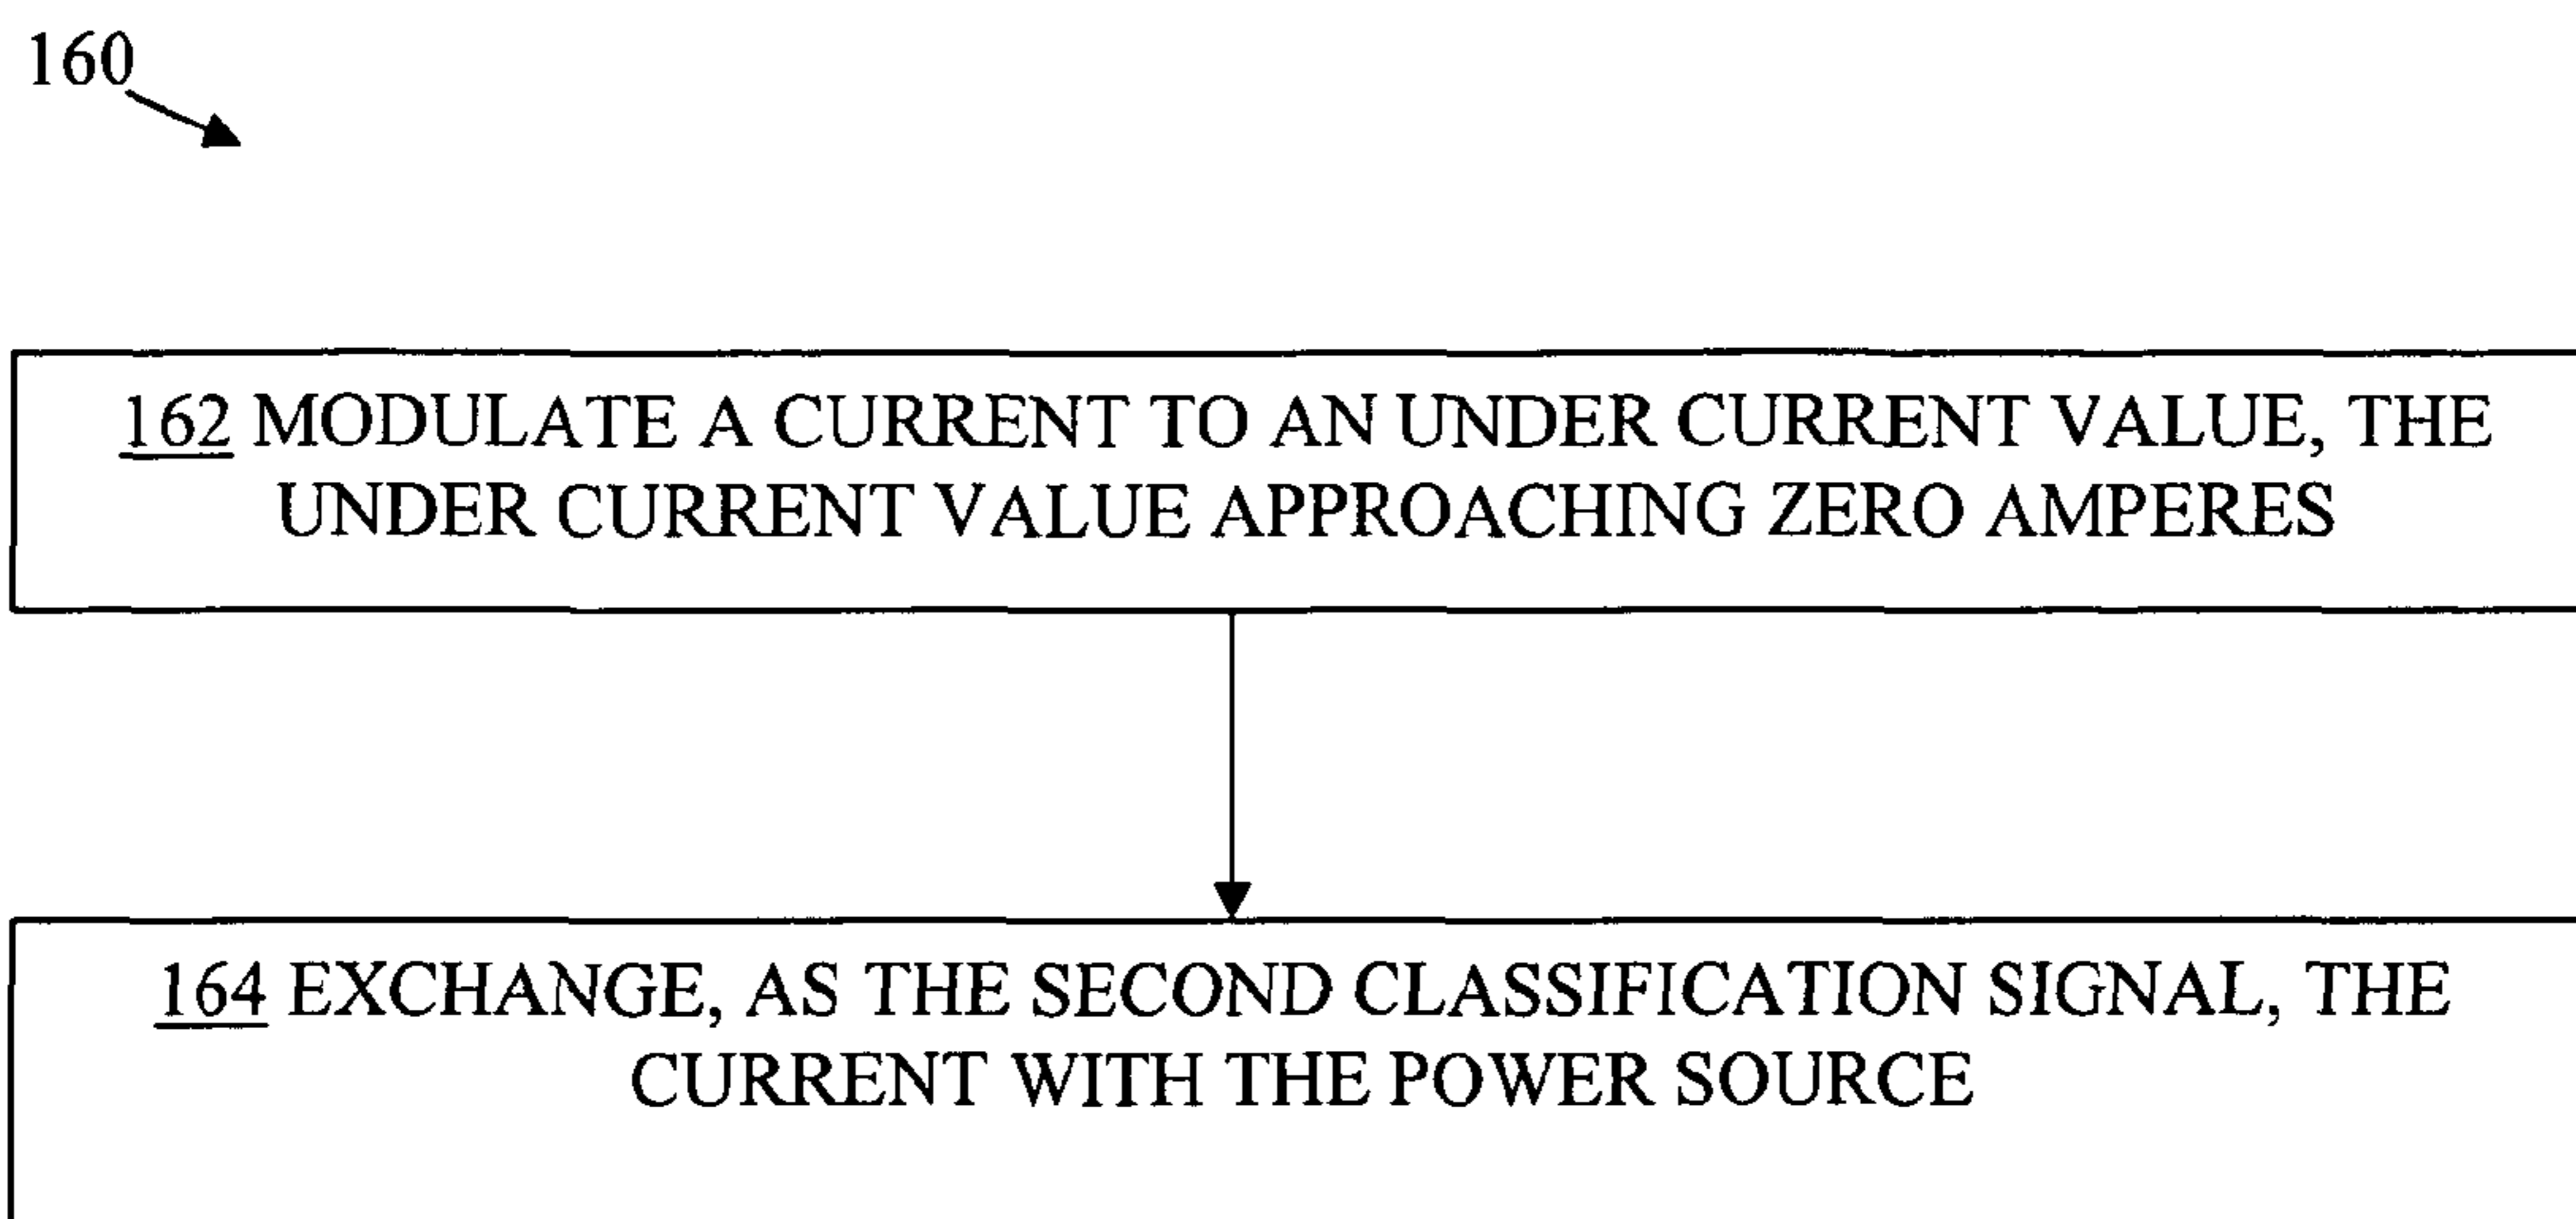 160
162 MODULATE A CURRENT TO AN UNDER CURRENT VALUE, THE
UNDER CURRENT VALUE APPROACHING ZERO AMPERES
164 EXCHANGE, AS THE SECOND CLASSIFICATION SIGNAL, THE
CURRENT WITH THE POWER SOURCE